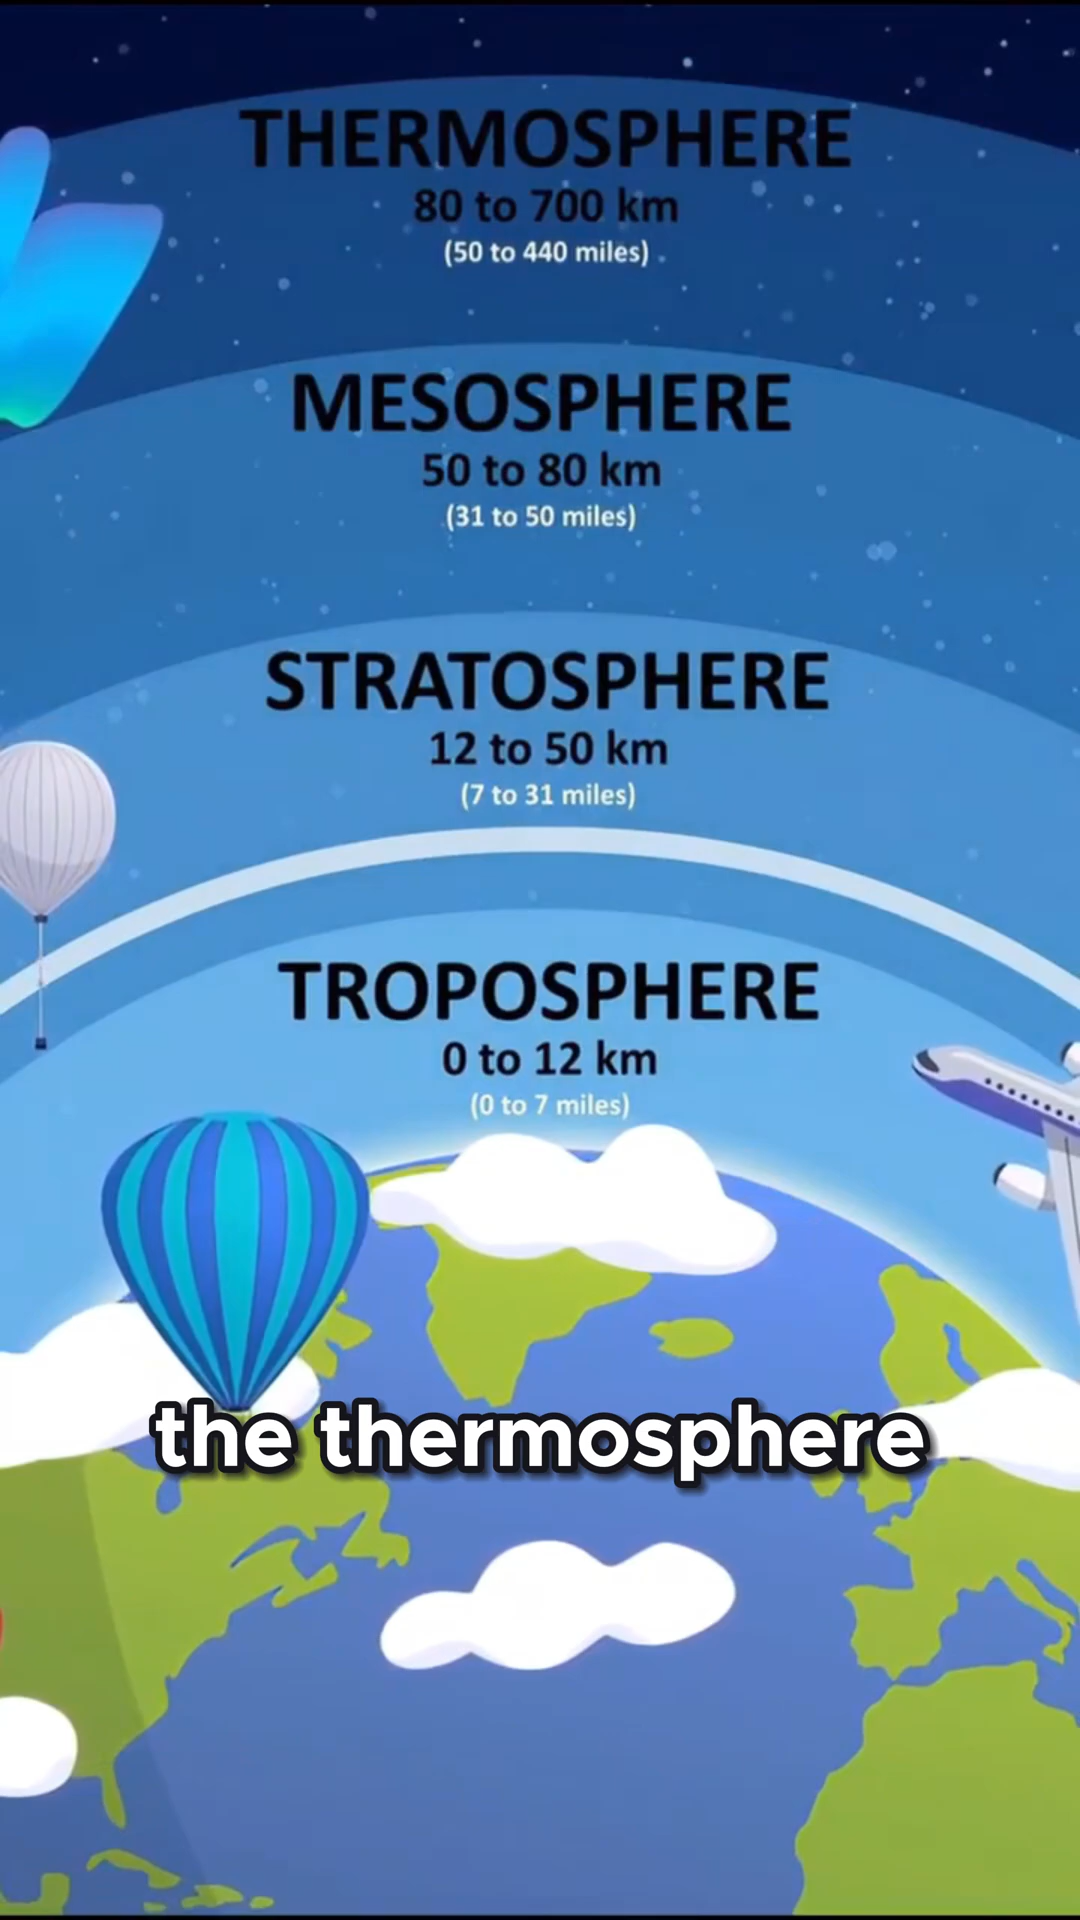 THERMOSPHERE
80 to 700 km
(50 to 440 miles)
MESOSPHERE
50 to 80 km
(31 to 50 miles)
STRATOSPHERE
12 to 50 km
(7 to 31 miles)
TROPOSPHERE
0 to 12 km
(0 to 7 miles)
the thermosphere